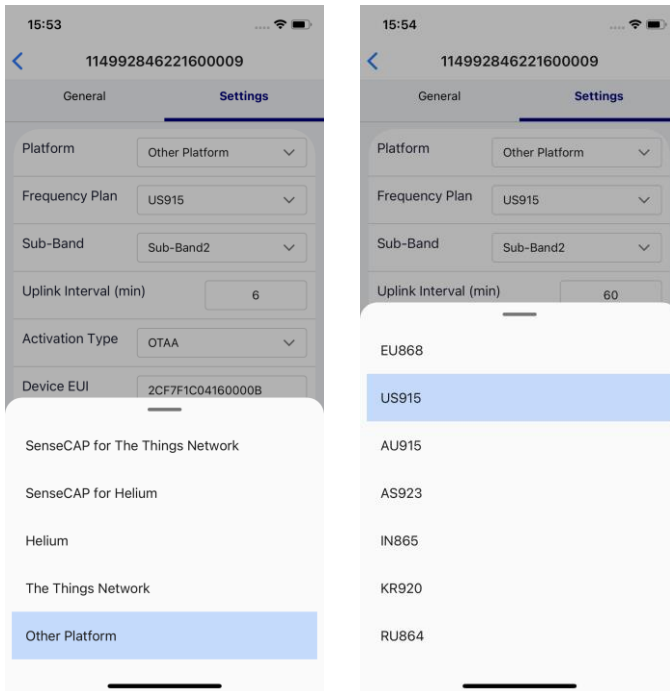 15:53
114992846221600009
General Settings
Platform Other Platform
Frequency Plan US915
Sub-Band Sub-Band2
Uplink Interval (min) 6
Activation Type OTAA
Device EUI 2CF7F1C04160000B
SenseCAP for The Things Network
SenseCAP for Helium
Helium
The Things Network
Other Platform
15:54
114992846221600009
General Settings
Platform Other Platform
Frequency Plan US915
Sub-Band Sub-Band2
Uplink Interval (min) 60
EU868
US915
AU915
AS923
IN865
KR920
RU864